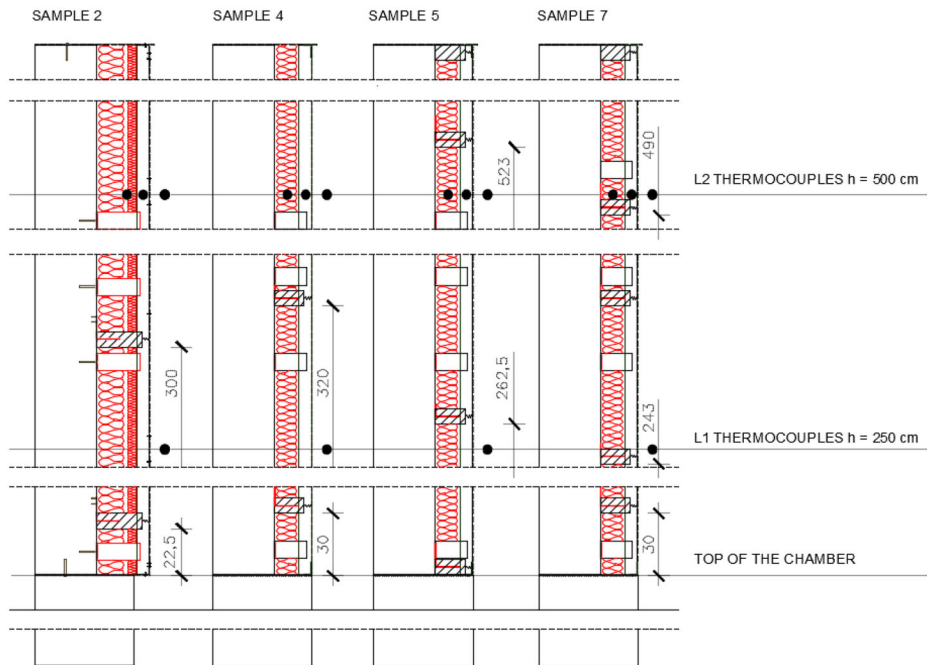 SAMPLE 2
SAMPLE 4
SAMPLE 5
SAMPLE 7
523
490
L2 THERMOCOUPLES h = 500 cm
300
320
262,5
243
L1 THERMOCOUPLES h = 250 cm
22,5
30
30
TOP OF THE CHAMBER